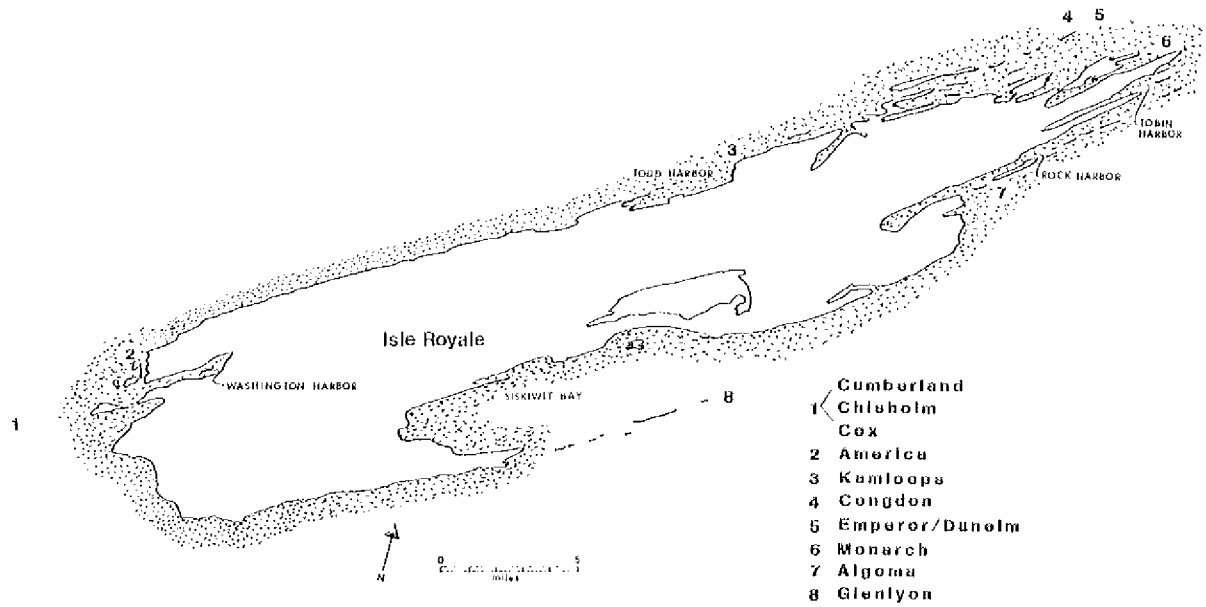 4 5
6
TOBIN
HARBOR
3
TODD HARBOR
ROCK HARBOR
7
Isle Royale
2
WASHINGTON HARBOR
SISKIWIT BAY
8
1
N
0 5
miles
Cumberland
1 Chisholm
Cox
2 America
3 Kamloops
4 Congdon
5 Emperor/Dunelm
6 Monarch
7 Algoma
8 Glenlyon